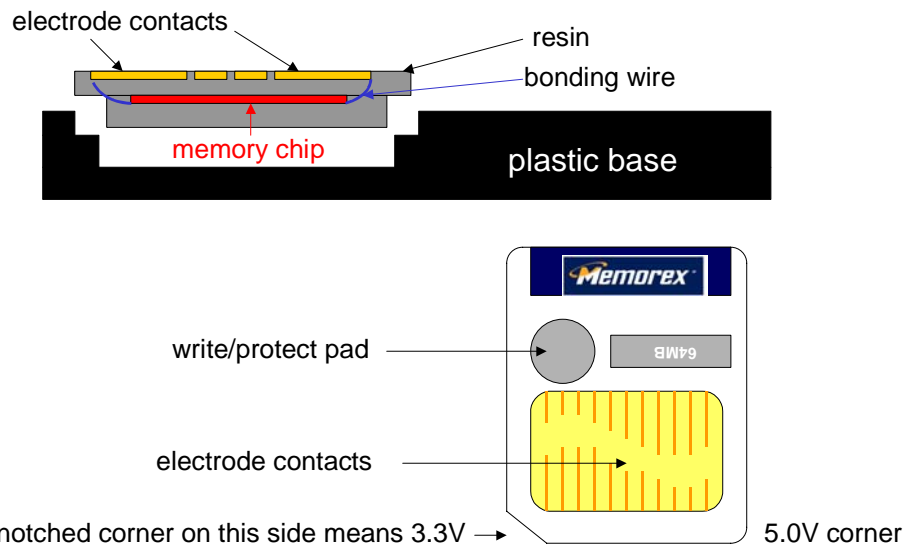 electrode contacts
resin
bonding wire
memory chip
plastic base
Memorex
write/protect pad
64MB
electrode contacts
notched corner on this side means 3.3V
5.0V corner